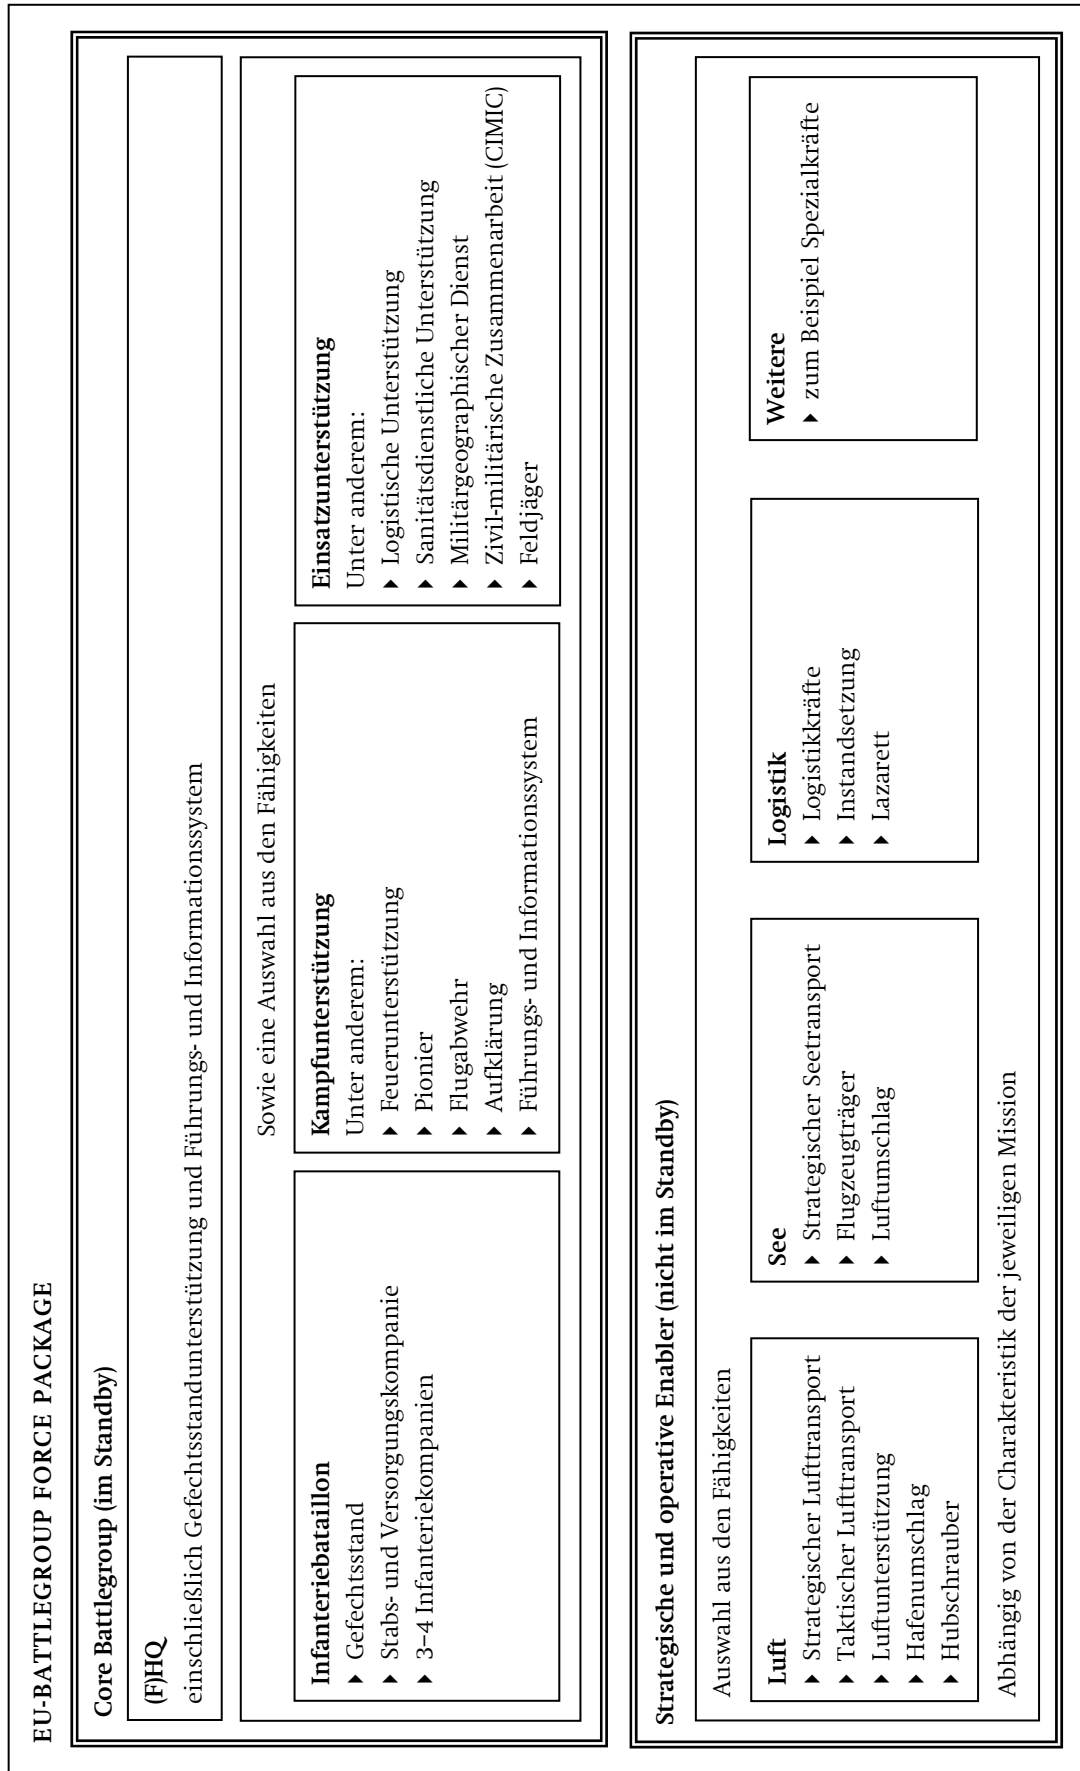 EU-BATTLEGROUP FORCE PACKAGE
Core Battlegroup (im Standby)
(F)HQ
einschließlich Gefechtsstandunterstützung und Führungs- und Informationssystem
Sowie eine Auswahl aus den Fähigkeiten
Infanteriebataillon
▶ Gefechtsstand
▶ Stabs- und Versorgungskompanie
▶ 3–4 Infanteriekompanien
Kampfunterstützung
Unter anderem:
▶ Feuerunterstützung
▶ Pionier
▶ Flugabwehr
▶ Aufklärung
▶ Führungs- und Informationssystem
Einsatzunterstützung
Unter anderem:
▶ Logistische Unterstützung
▶ Sanitätsdienstliche Unterstützung
▶ Militärgeographischer Dienst
▶ Zivil-militärische Zusammenarbeit (CIMIC)
▶ Feldjäger
Strategische und operative Enabler (nicht im Standby)
Auswahl aus den Fähigkeiten
Luft
▶ Strategischer Lufttransport
▶ Taktischer Lufttransport
▶ Luftunterstützung
▶ Hafenumschlag
▶ Hubschrauber
See
▶ Strategischer Seetransport
▶ Flugzeugträger
▶ Luftumschlag
Logistik
▶ Logistikkräfte
▶ Instandsetzung
▶ Lazarett
Weitere
▶ zum Beispiel Spezialkräfte
Abhängig von der Charakteristik der jeweiligen Mission